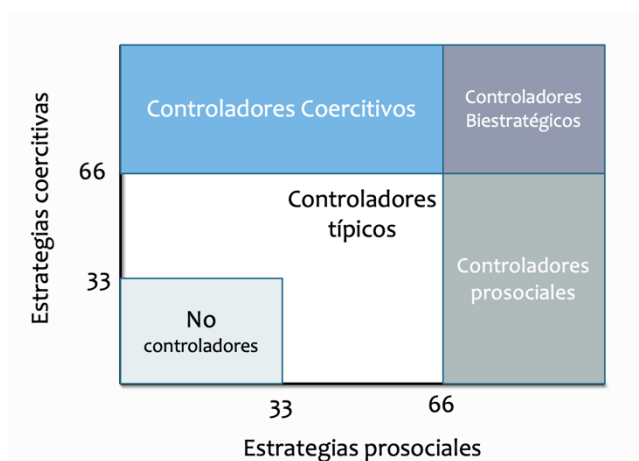 Estrategias coercitivas
Controladores Coercitivos
Controladores
Biestratégicos
66
Controladores
típicos
Controladores
prosociales
33
No
controladores
33
66
Estrategias prosociales